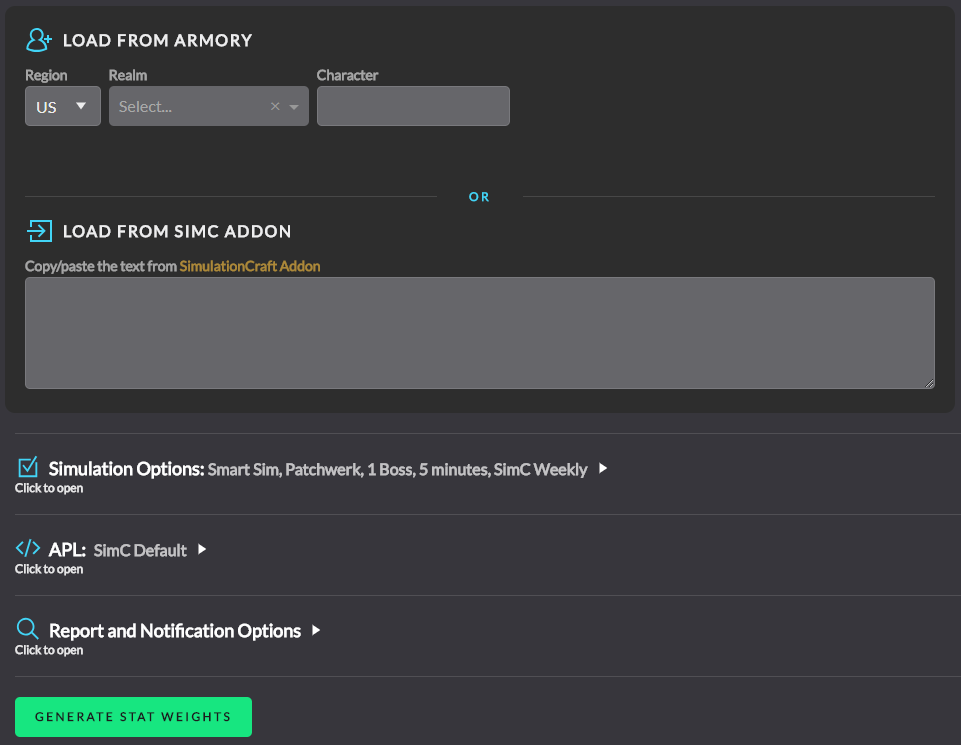 LOAD FROM ARMORY
Region Realm Character
US Select...
OR
LOAD FROM SIMC ADDON
Copy/paste the text from SimulationCraft Addon
Simulation Options: Smart Sim, Patchwerk, 1 Boss, 5 minutes, SimC Weekly
Click to open
APL: SimC Default
Click to open
Report and Notification Options
Click to open
GENERATE STAT WEIGHTS